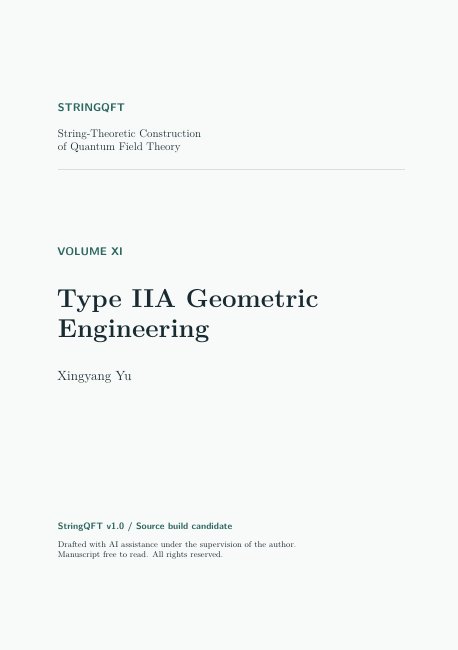 STRINGQFT
String-Theoretic Construction
of Quantum Field Theory
VOLUME XI
Type IIA Geometric
Engineering
Xingyang Yu
StringQFT v1.0 / Source build candidate
Drafted with AI assistance under the supervision of the author.
Manuscript free to read. All rights reserved.